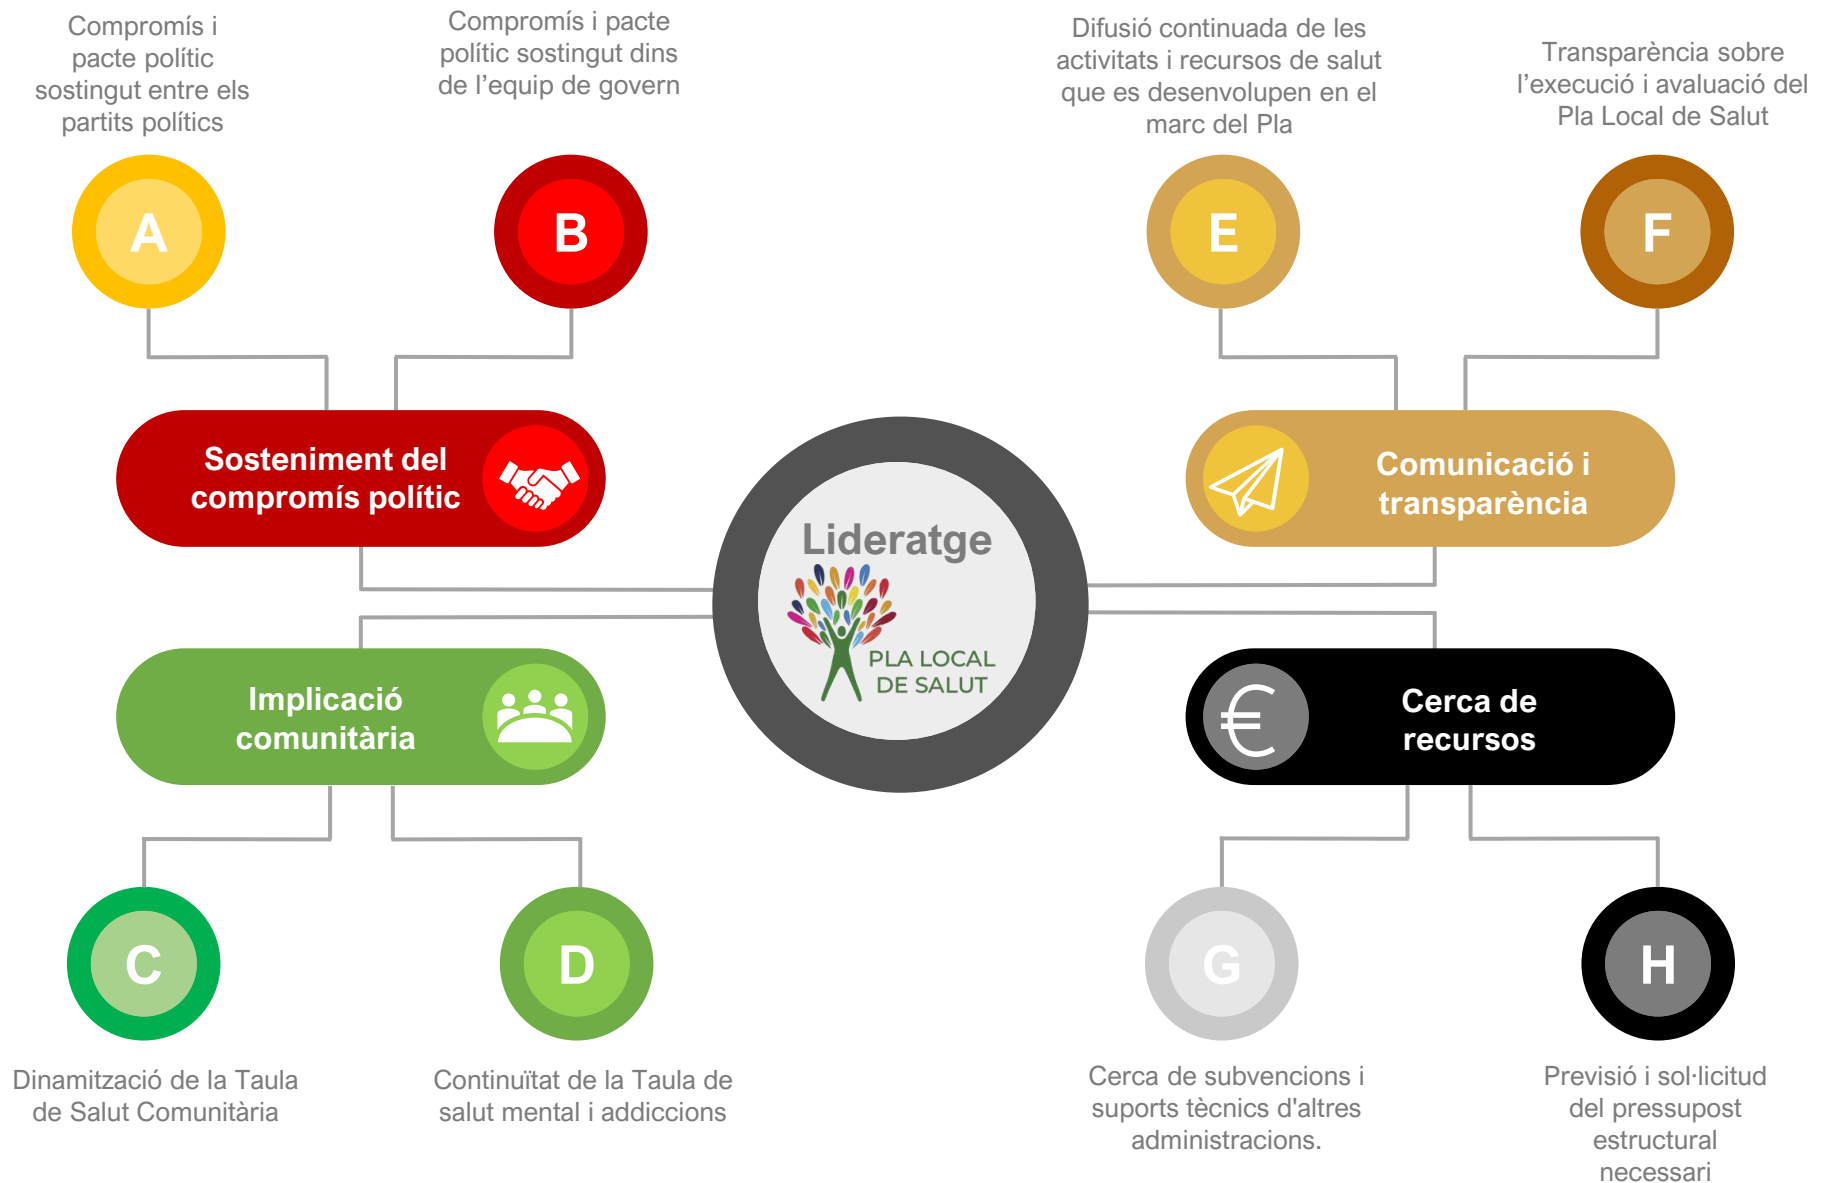 Compromís i
pacte polític
sostingut entre els
partits polítics
Compromís i pacte
polític sostingut dins
de l’equip de govern
Difusió continuada de les
activitats i recursos de salut
que es desenvolupen en el
marc del Pla
Transparència sobre
l’execució i avaluació del
Pla Local de Salut
A
B
E
F
Sosteniment del
compromís polític
Comunicació i
transparència
Lideratge
PLA LOCAL
DE SALUT
Implicació
comunitària
Cerca de
recursos
C
D
G
H
Dinamització de la Taula
de Salut Comunitària
Continuïtat de la Taula de
salut mental i addiccions
Cerca de subvencions i
suports tècnics d'altres
administracions.
Previsió i sol·licitud
del pressupost
estructural
necessari